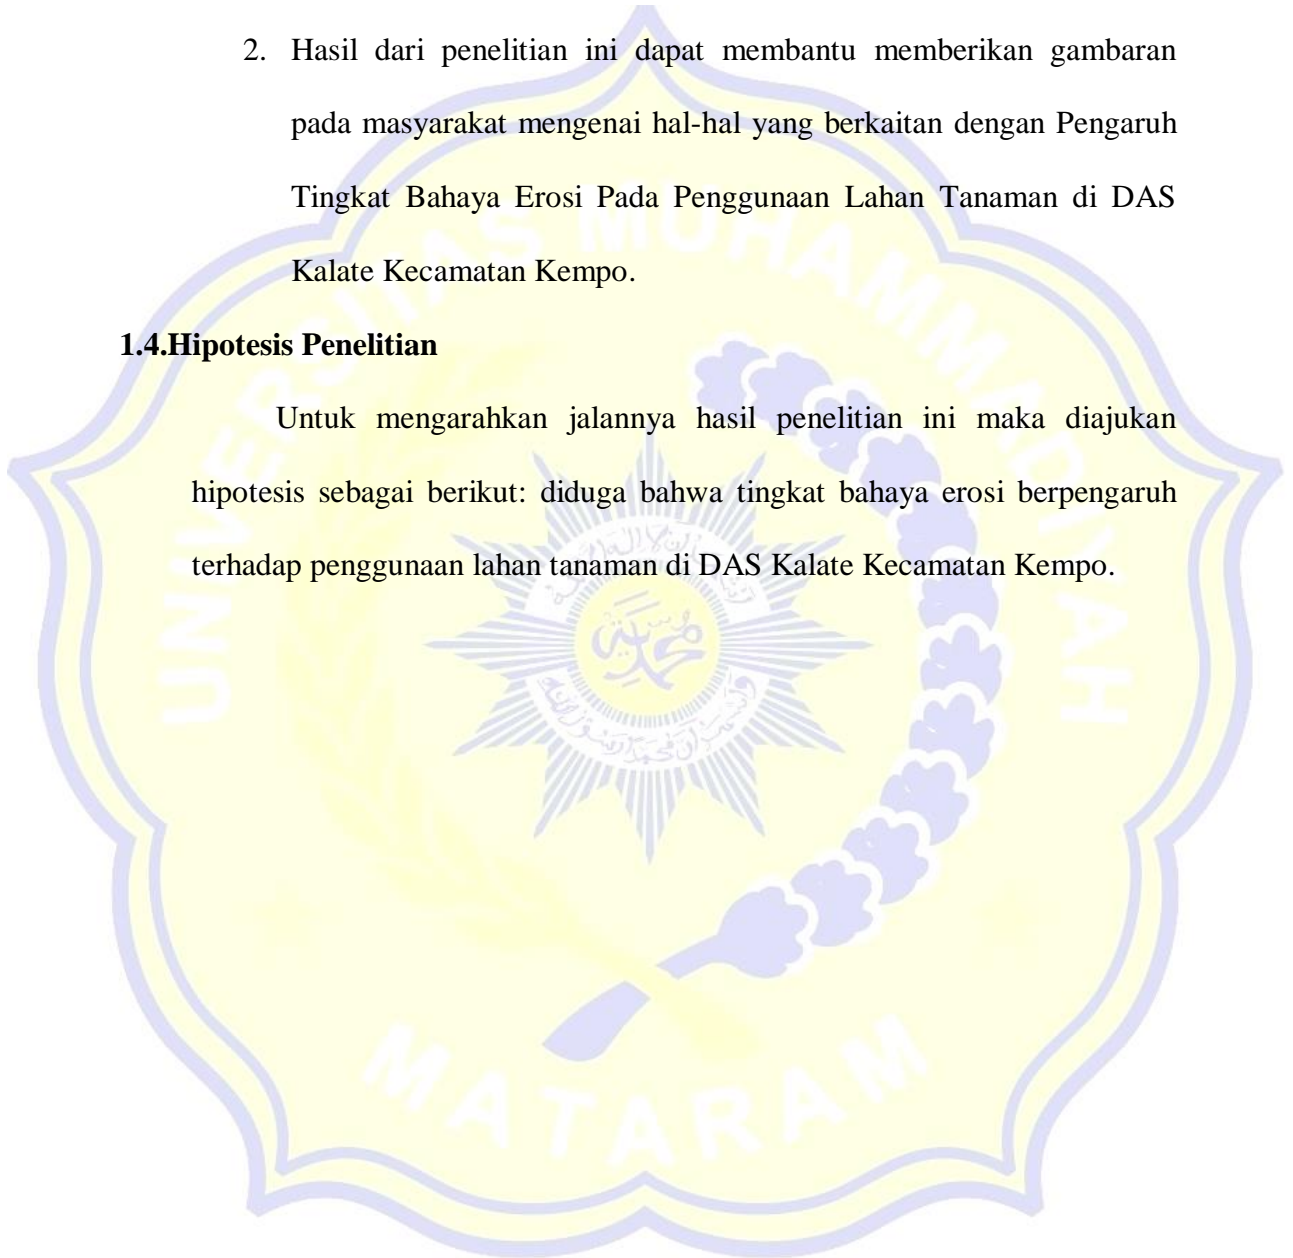 2. Hasil dari penelitian ini dapat membantu memberikan gambaran
pada masyarakat mengenai hal-hal yang berkaitan dengan Pengaruh
Tingkat Bahaya Erosi Pada Penggunaan Lahan Tanaman di DAS
Kalate Kecamatan Kempo.
1.4.Hipotesis Penelitian
Untuk mengarahkan jalannya hasil penelitian ini maka diajukan
hipotesis sebagai berikut: diduga bahwa tingkat bahaya erosi berpengaruh
terhadap penggunaan lahan tanaman di DAS Kalate Kecamatan Kempo.
UNIVERSITAS MUHAMMADIYAH
محمد
MATARAM